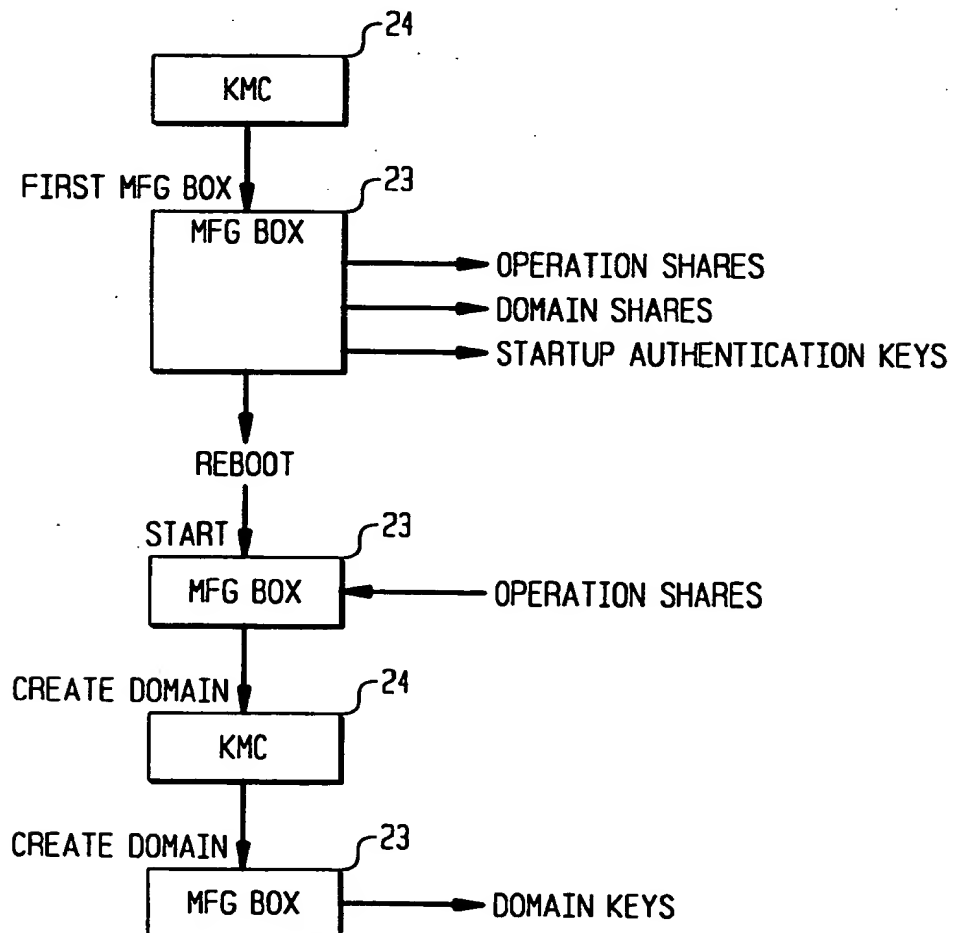 24
KMC
FIRST MFG BOX
23
MFG BOX
OPERATION SHARES
DOMAIN SHARES
STARTUP AUTHENTICATION KEYS
REBOOT
START
23
MFG BOX
OPERATION SHARES
CREATE DOMAIN
24
KMC
CREATE DOMAIN
23
MFG BOX
DOMAIN KEYS